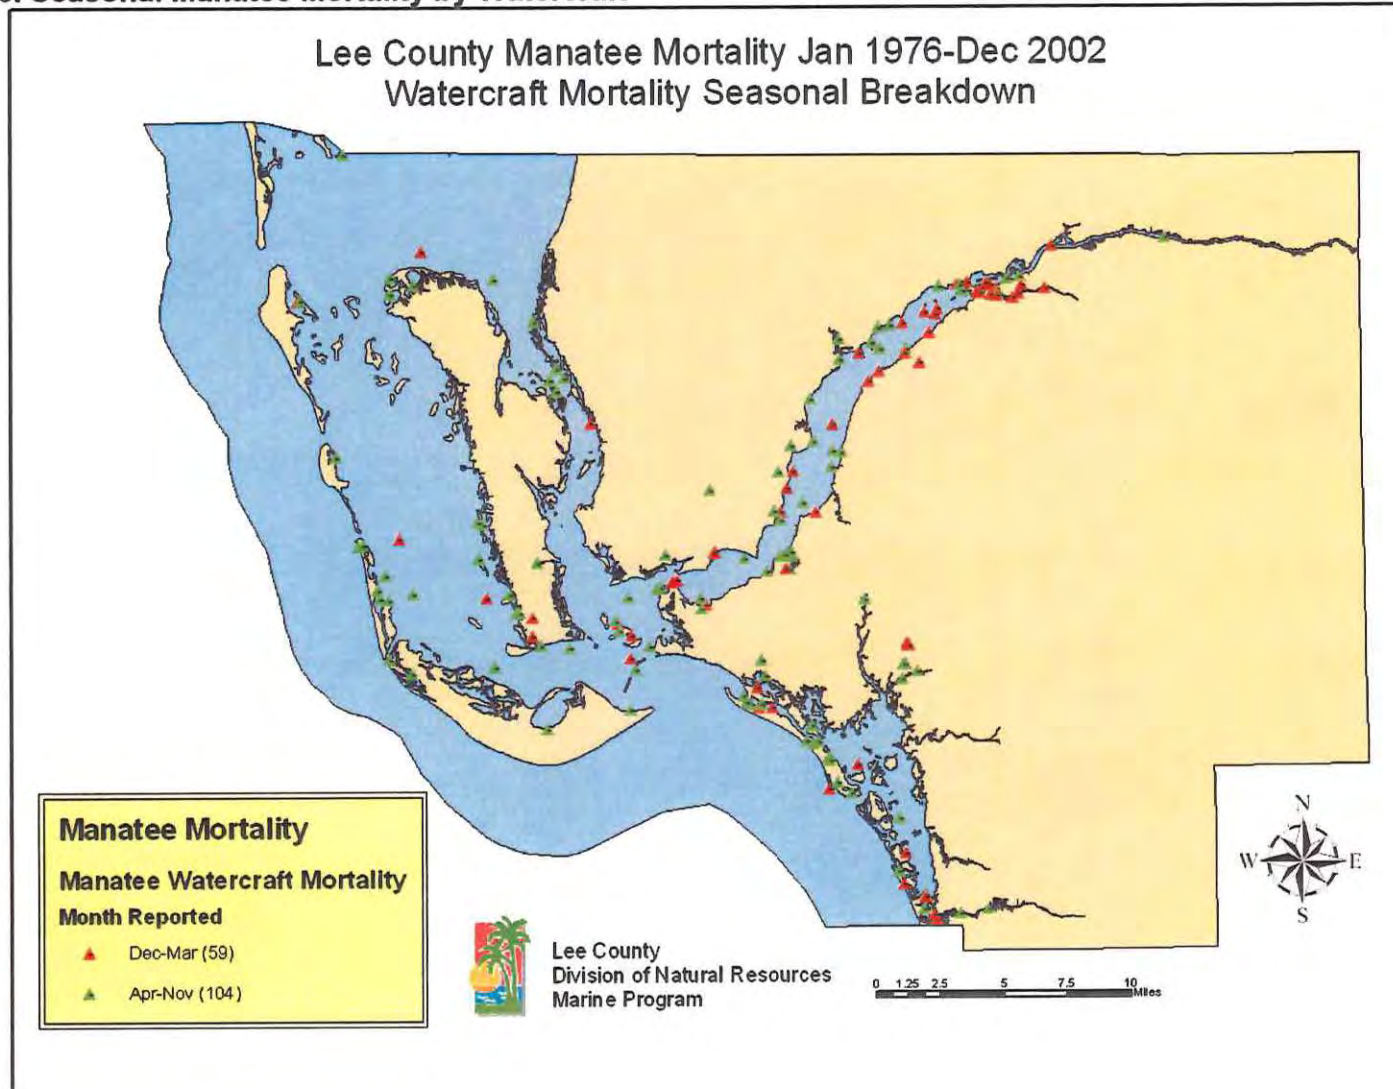 Lee County Manatee Mortality Jan 1976-Dec 2002
Watercraft Mortality Seasonal Breakdown
Manatee Mortality
Manatee Watercraft Mortality
Month Reported
Dec-Mar (59)
Apr-Nov (104)
Lee County
Division of Natural Resources
Marine Program
0 1.25 2.5 5 7.5 10
Miles
N
W E
S